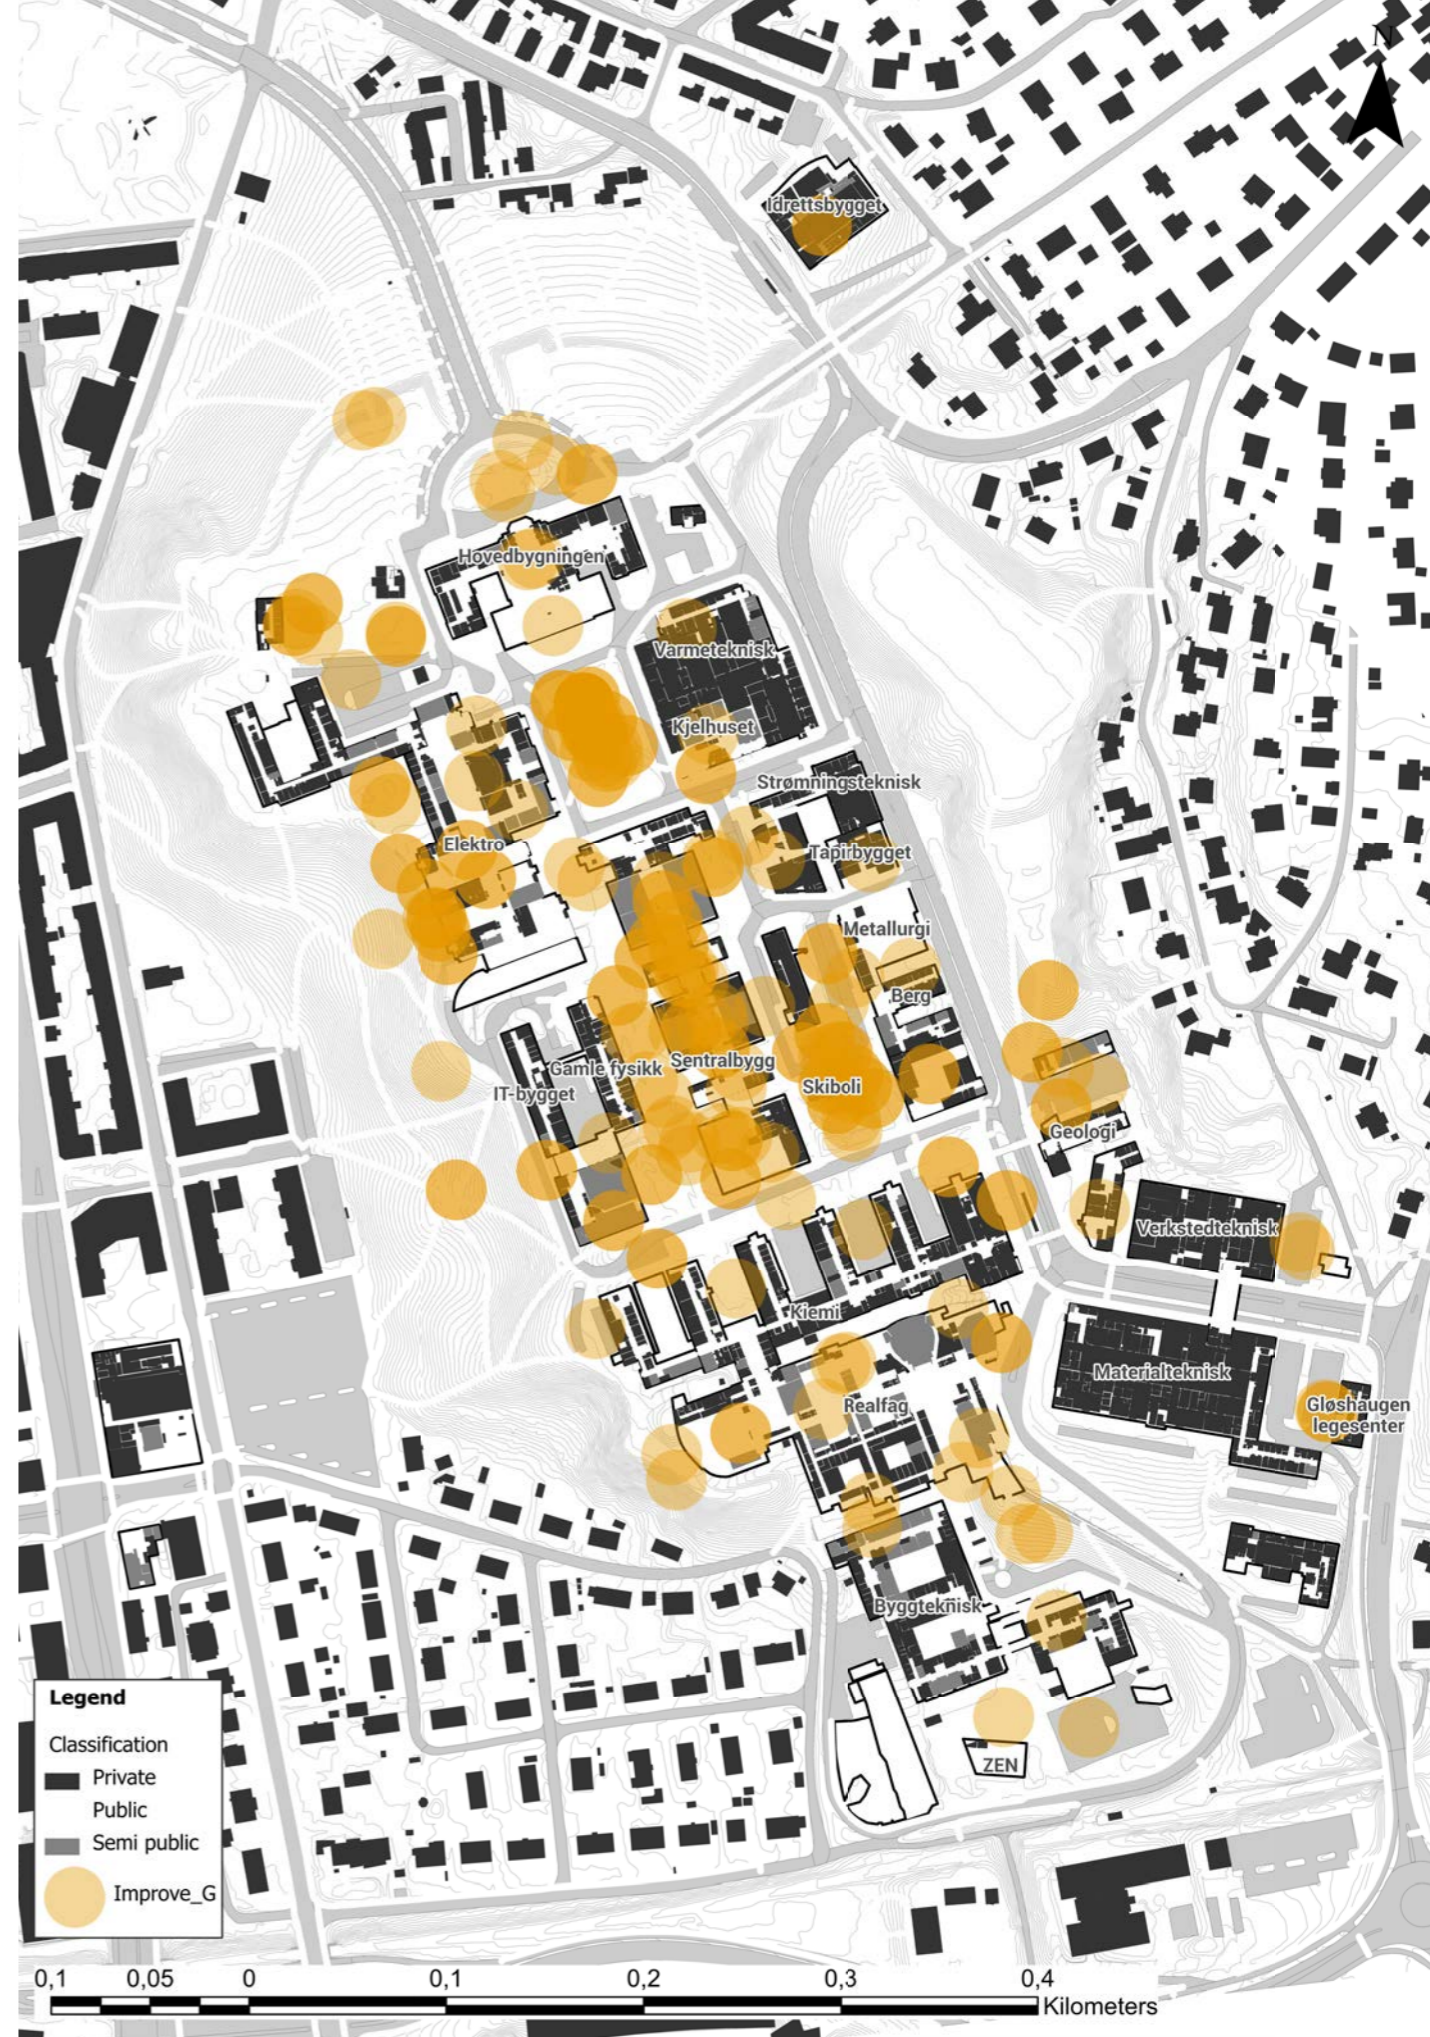 N
Idrettsbygget
Hovedbygningen
Varmeteknisk
Kjelhuset
Strømningsteknisk
Elektro
Tapirbygget
Metallurgi
Berg
Sentralbygg
Gamle fysikk
Skiboli
IT-bygget
Geologi
Verkstedteknisk
Kiemi
Materialteknisk
Realfag
Gløshaugen
legesenter
Byggteknisk
ZEN
Legend
Classification
Private
Public
Semi public
Improve_G
0,1 0,05 0 0,1 0,2 0,3 0,4
Kilometers